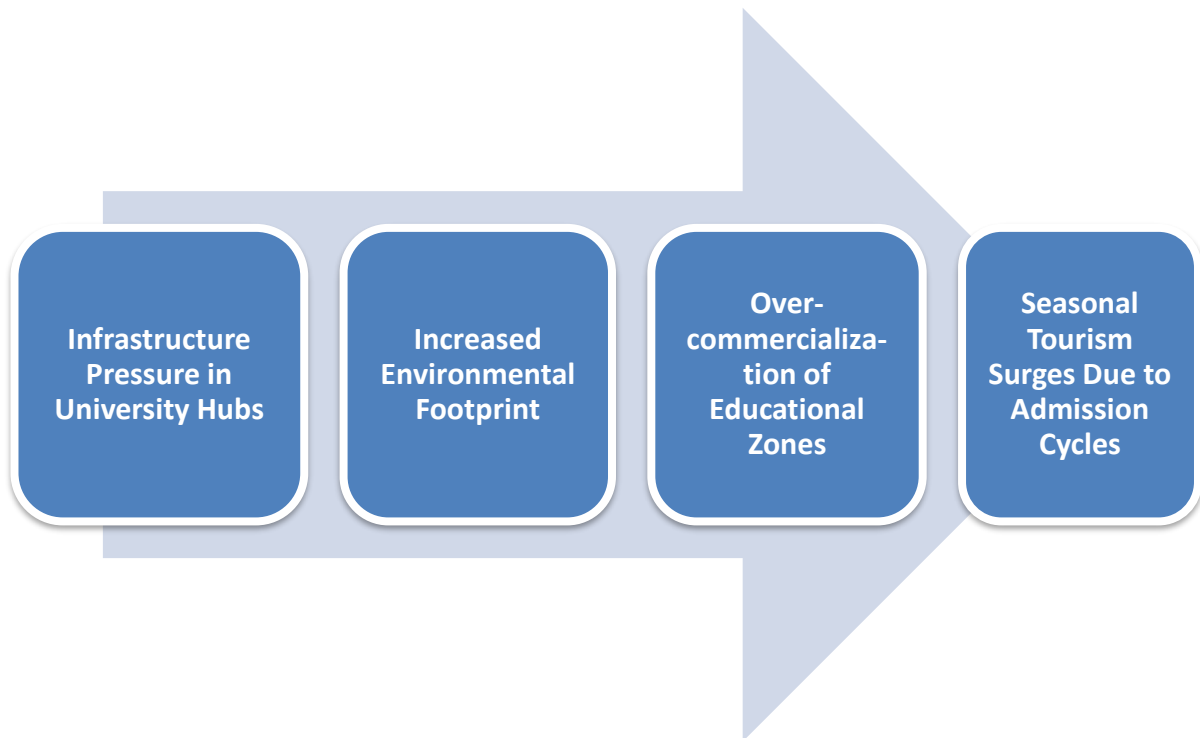 Infrastructure
Pressure in
University Hubs
Increased
Environmental
Footprint
Over-
commercializa-
tion of
Educational
Zones
Seasonal
Tourism
Surges Due to
Admission
Cycles